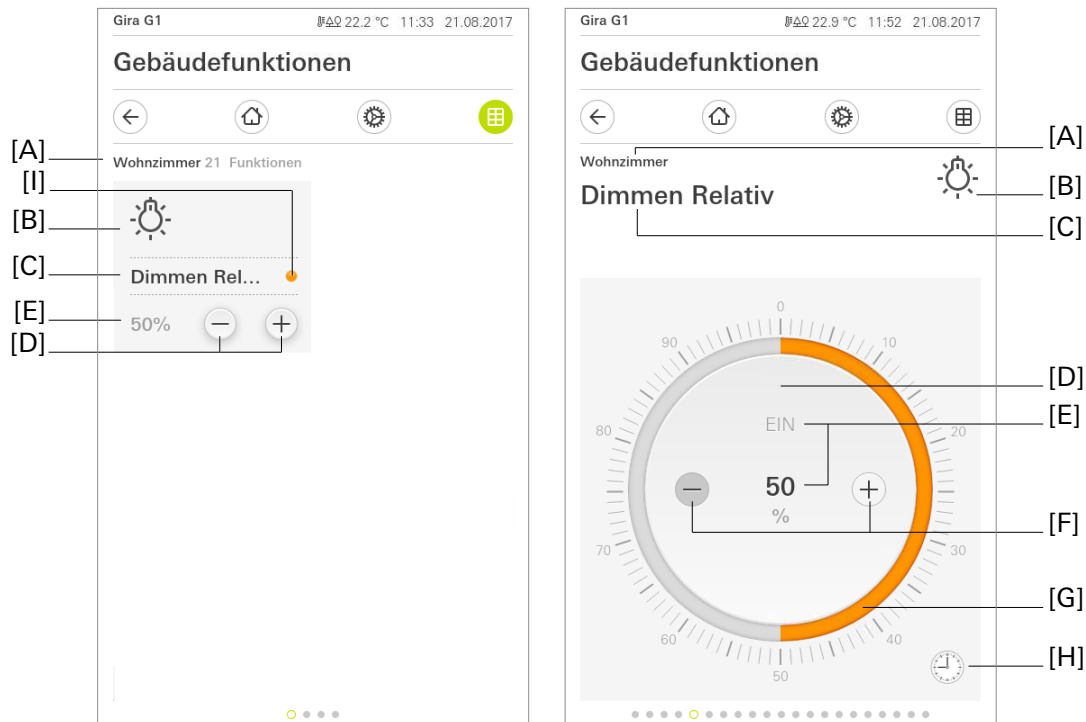 Gira G1 22.2 °C 11:33 21.08.2017
Gebäudefunktionen
[A] Wohnzimmer 21 Funktionen
[I]
[B]
[C] Dimmen Rel...
[E] 50%
[D]
Gira G1 22.9 °C 11:52 21.08.2017
Gebäudefunktionen
[A]
Wohnzimmer
[B]
Dimmen Relativ
[C]
0
90 10
[D]
[E]
EIN
80 20
50
%
[F]
70 30
[G]
60 40
[H]
50